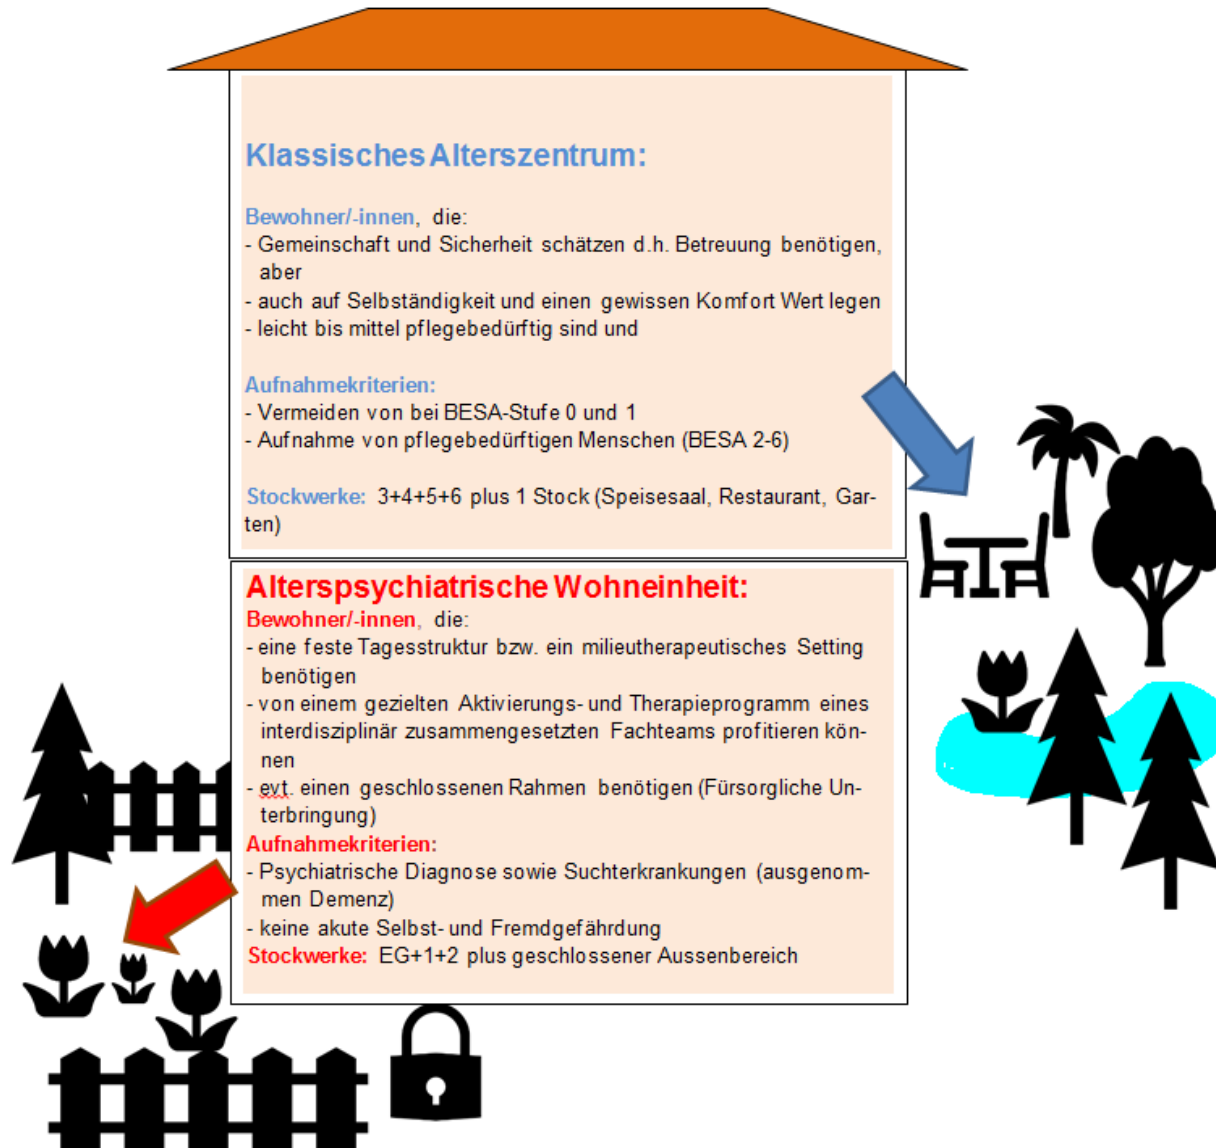 Klassisches Alterszentrum:
Bewohner/-innen, die:
- Gemeinschaft und Sicherheit schätzen d.h. Betreuung benötigen,
aber
- auch auf Selbständigkeit und einen gewissen Komfort Wert legen
- leicht bis mittel pflegebedürftig sind und
Aufnahmekriterien:
- Vermeiden von bei BESA-Stufe 0 und 1
- Aufnahme von pflegebedürftigen Menschen (BESA 2-6)
Stockwerke: 3+4+5+6 plus 1 Stock (Speisesaal, Restaurant, Gar-
ten)
Alterspsychiatrische Wohneinheit:
Bewohner/-innen, die:
- eine feste Tagesstruktur bzw. ein milieutherapeutisches Setting
benötigen
- von einem gezielten Aktivierungs- und Therapieprogramm eines
interdisziplinär zusammengesetzten Fachteams profitieren kön-
nen
- evt. einen geschlossenen Rahmen benötigen (Fürsorgliche Un-
terbringung)
Aufnahmekriterien:
- Psychiatrische Diagnose sowie Suchterkrankungen (ausgenom-
men Demenz)
- keine akute Selbst- und Fremdgefährdung
Stockwerke: EG+1+2 plus geschlossener Aussenbereich